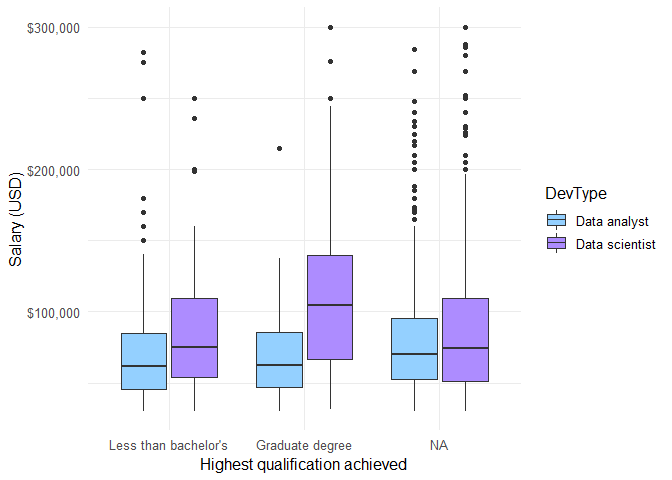 $300,000
$200,000
$100,000
Salary (USD)
Less than bachelor's
Graduate degree
NA
Highest qualification achieved
DevType
Data analyst
Data scientist